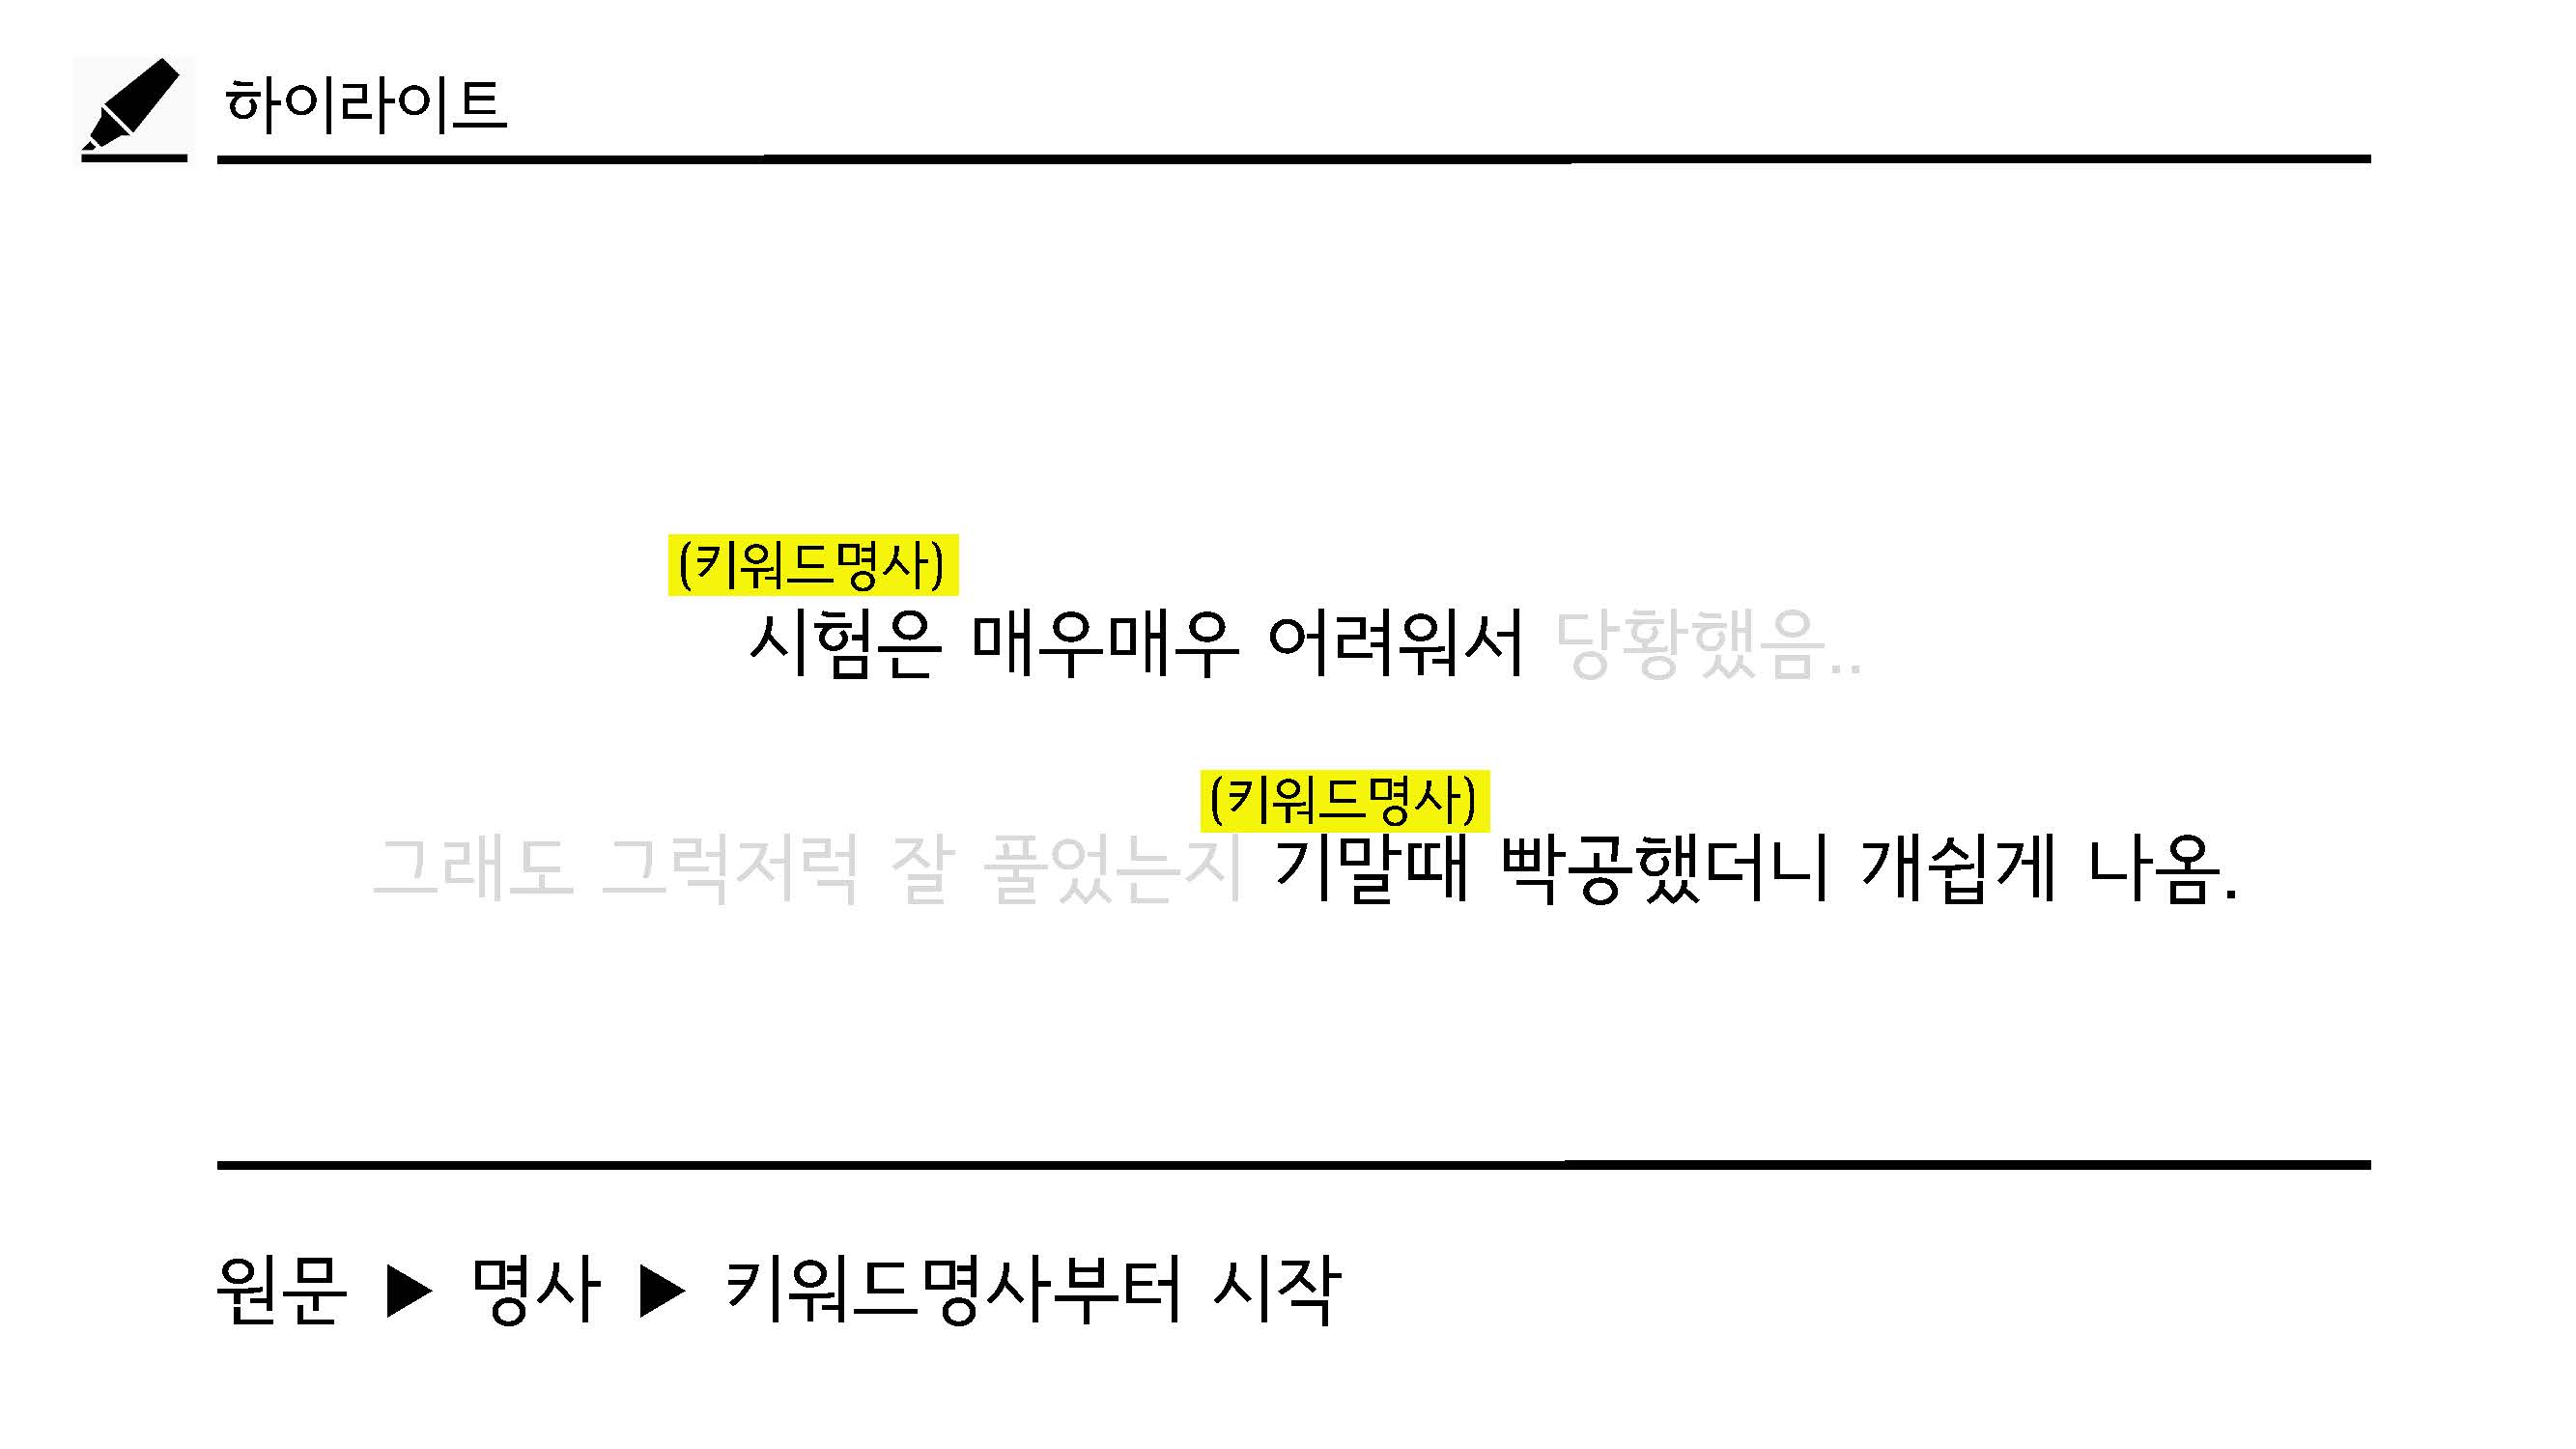 하이라이트
(키워드명사)
시험은 매우매우 어려워서 당황했음..
(키워드명사)
그래도 그럭저럭 잘 풀었는지 기말때 빡공했더니 개쉽게 나옴.
원문 ▶ 명사 ▶ 키워드명사부터 시작